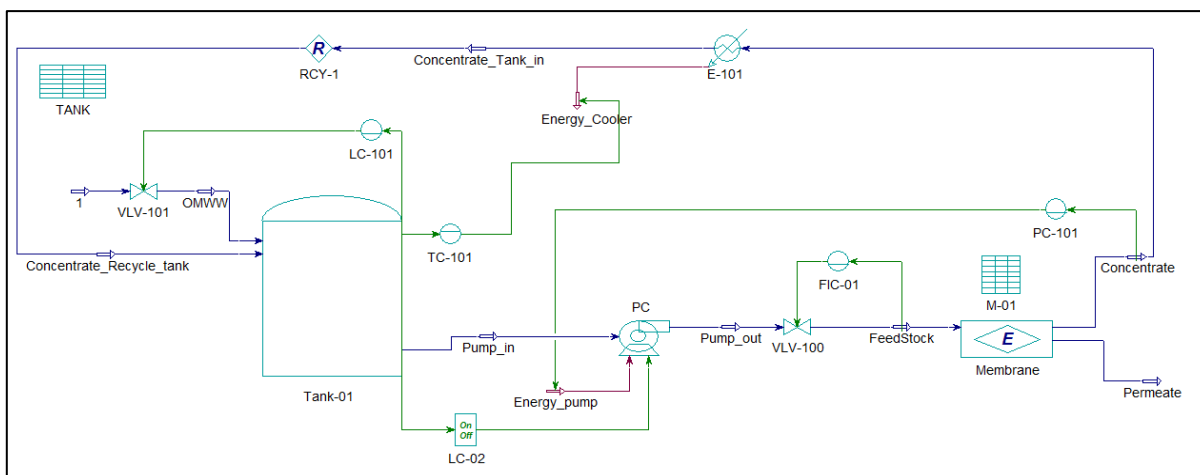 R
Concentrate_Tank_in
E-101
RCY-1
TANK
Energy_Cooler
LC-101
1
VLV-101
OMWW
TC-101
PC-101
Concentrate_Recycle_tank
Concentrate
FIC-01
M-01
PC
Pump_in
Pump_out
VLV-100
FeedStock
E
Membrane
Permeate
Tank-01
Energy_pump
On
Off
LC-02